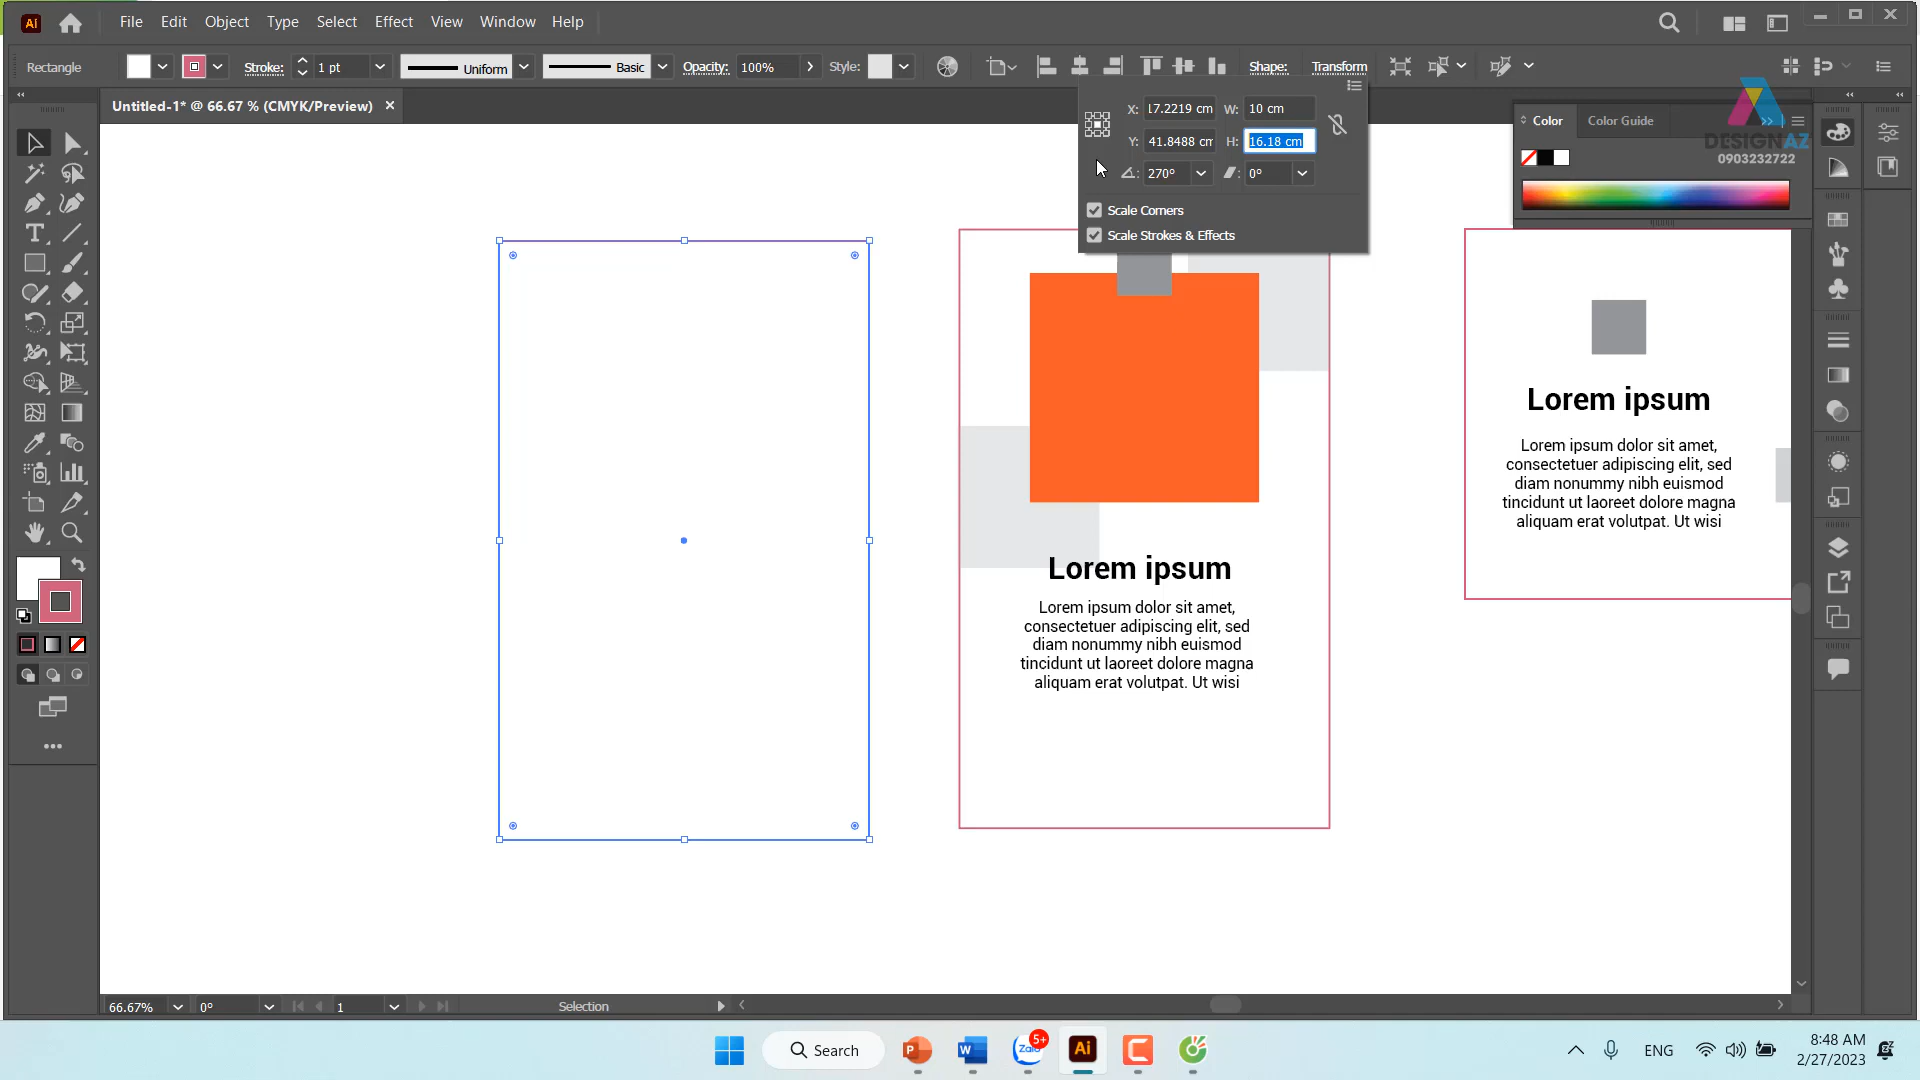 Ai File Edit Object Type Select Effect View Window Help
Rectangle Stroke: 1 pt Uniform Basic Opacity: 100% Style: Shape: Transform
Untitled-1* @ 66.67 % (CMYK/Preview) ×
X: 17.2219 cm W: 10 cm
Y: 41.8488 cm H: 16.18 cm
270° 0°
Scale Corners
Scale Strokes & Effects
Color Color Guide
DESIGNAZ
0903232722
Lorem ipsum
Lorem ipsum dolor sit amet,
consectetuer adipiscing elit, sed
diam nonummy nibh euismod
tincidunt ut laoreet dolore magna
aliquam erat volutpat. Ut wisi
Lorem ipsum
Lorem ipsum dolor sit amet,
consectetuer adipiscing elit, sed
diam nonummy nibh euismod
tincidunt ut laoreet dolore magna
aliquam erat volutpat. Ut wisi
66.67% 0° 1 Selection
Search P W Zalo 5+ Ai C ENG
8:48 AM
2/27/2023